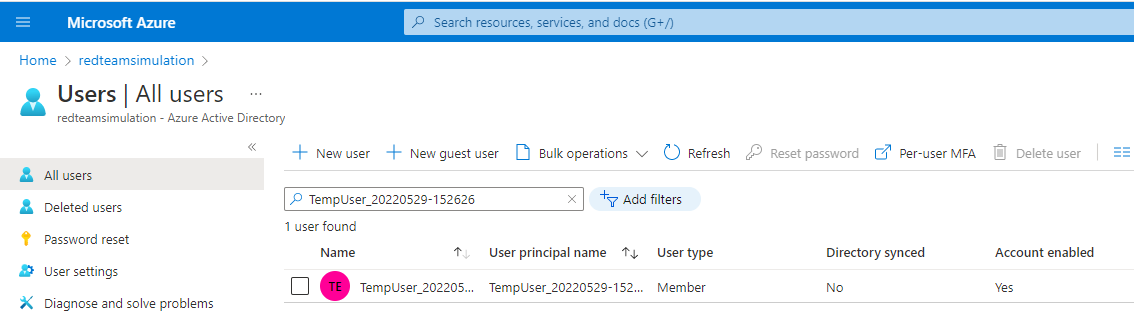 Microsoft Azure
Search resources, services, and docs (G+/)
Home > redteamsimulation >
Users | All users ...
redteamsimulation - Azure Active Directory
«
+ New user + New guest user Bulk operations Refresh Reset password Per-user MFA Delete user
All users
Deleted users
Password reset
User settings
Diagnose and solve problems
TempUser_20220529-152626
Add filters
1 user found
Name User principal name User type Directory synced Account enabled
TE TempUser_202205... TempUser_20220529-152... Member No Yes